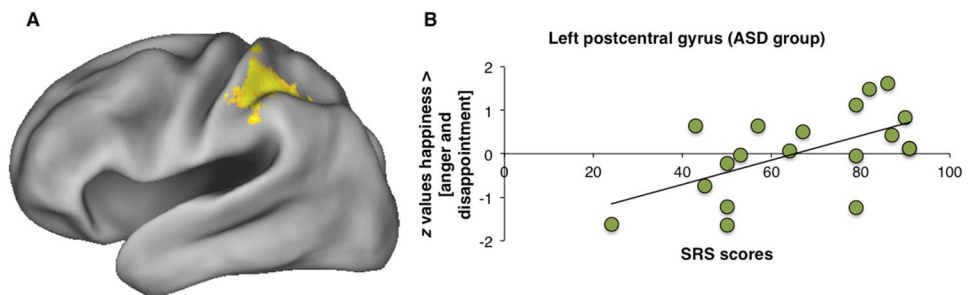 A
B
Left postcentral gyrus (ASD group)
z values happiness >
[anger and
disappointment]
2
1
0
-1
-2
0
20
40
60
80
100
SRS scores